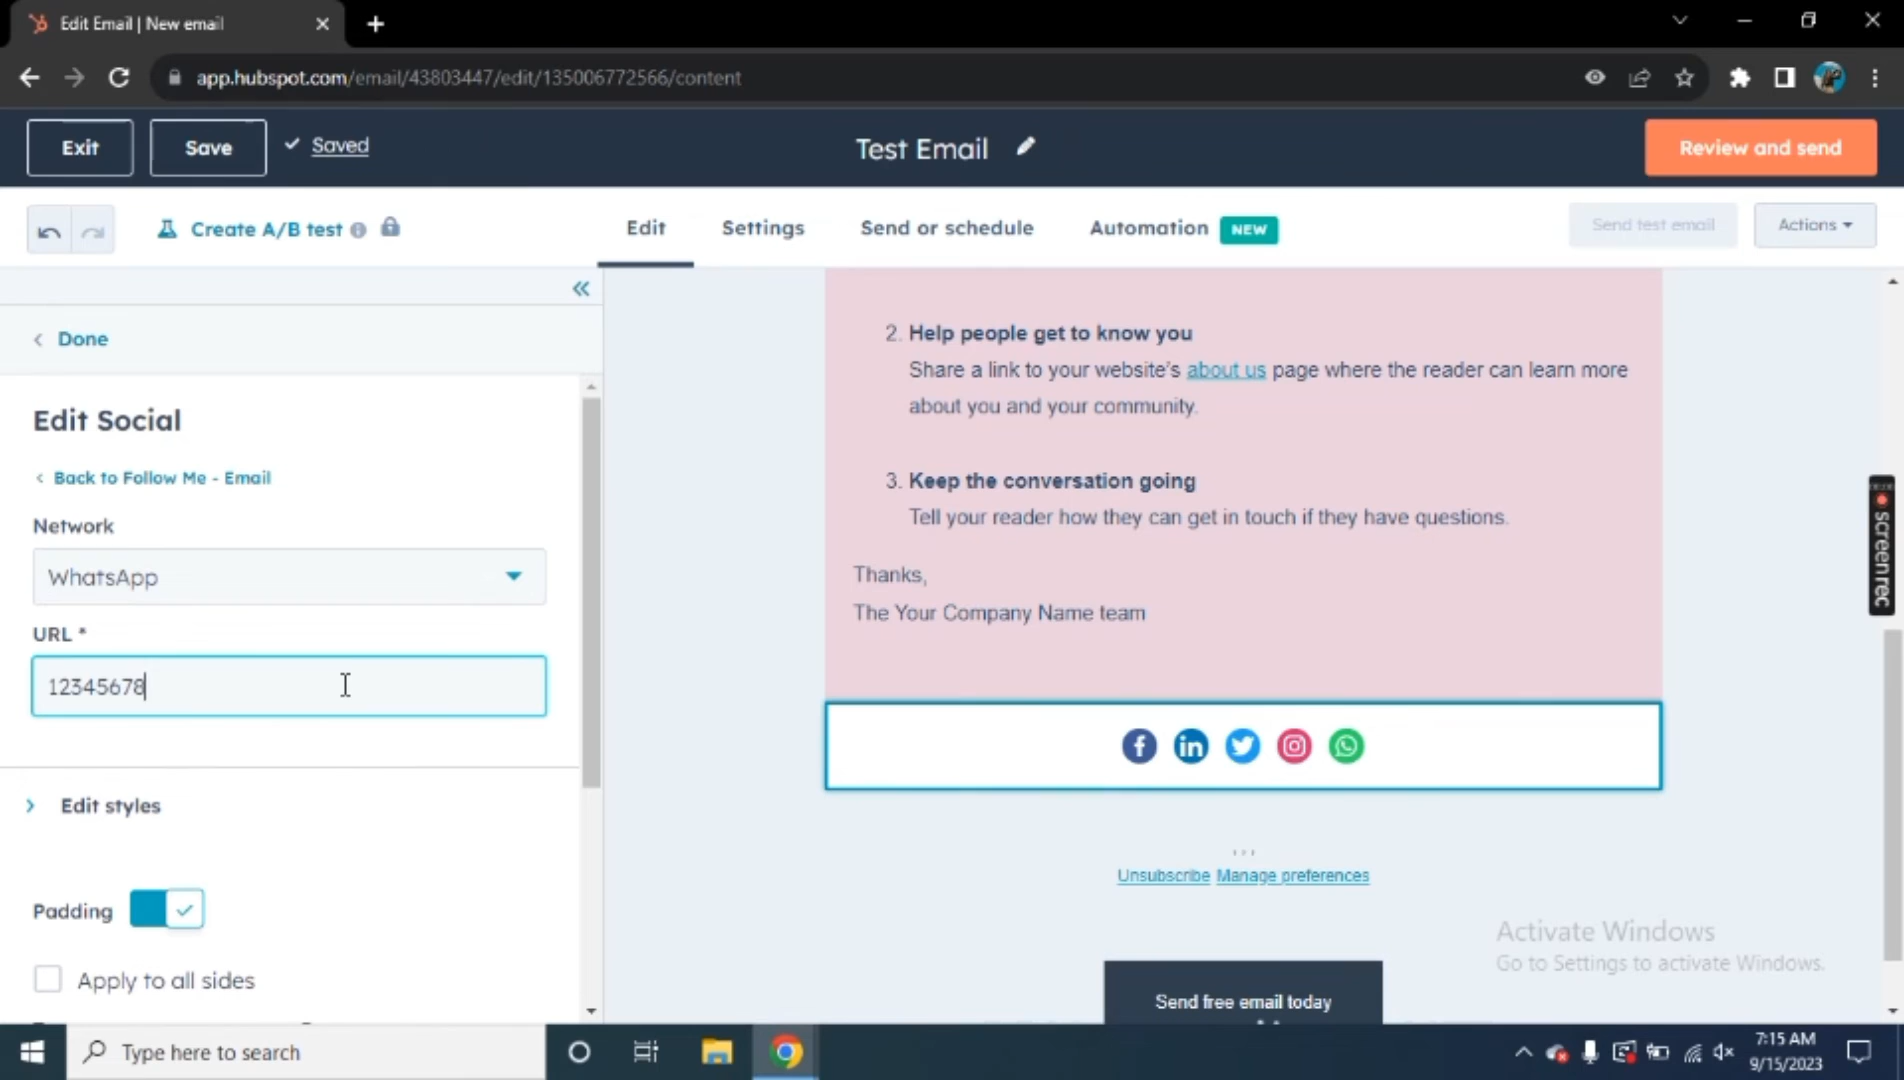 Edit Email | New email
app.hubspot.com/email/43803447/edit/135006772566/content
Exit
Save
Saved
Test Email
Review and send
Create A/B test
Edit
Settings
Send or schedule
Automation
NEW
Send test email
Actions
Done
Edit Social
Back to Follow Me - Email
Network
WhatsApp
URL *
12345678
Edit styles
Padding
Apply to all sides
2. Help people get to know you
Share a link to your website's about us page where the reader can learn more
about you and your community.
3. Keep the conversation going
Tell your reader how they can get in touch if they have questions.
Thanks,
The Your Company Name team
Unsubscribe Manage preferences
Send free email today
Activate Windows
Go to Settings to activate Windows.
screenrec
Type here to search
7:15 AM
9/15/2023